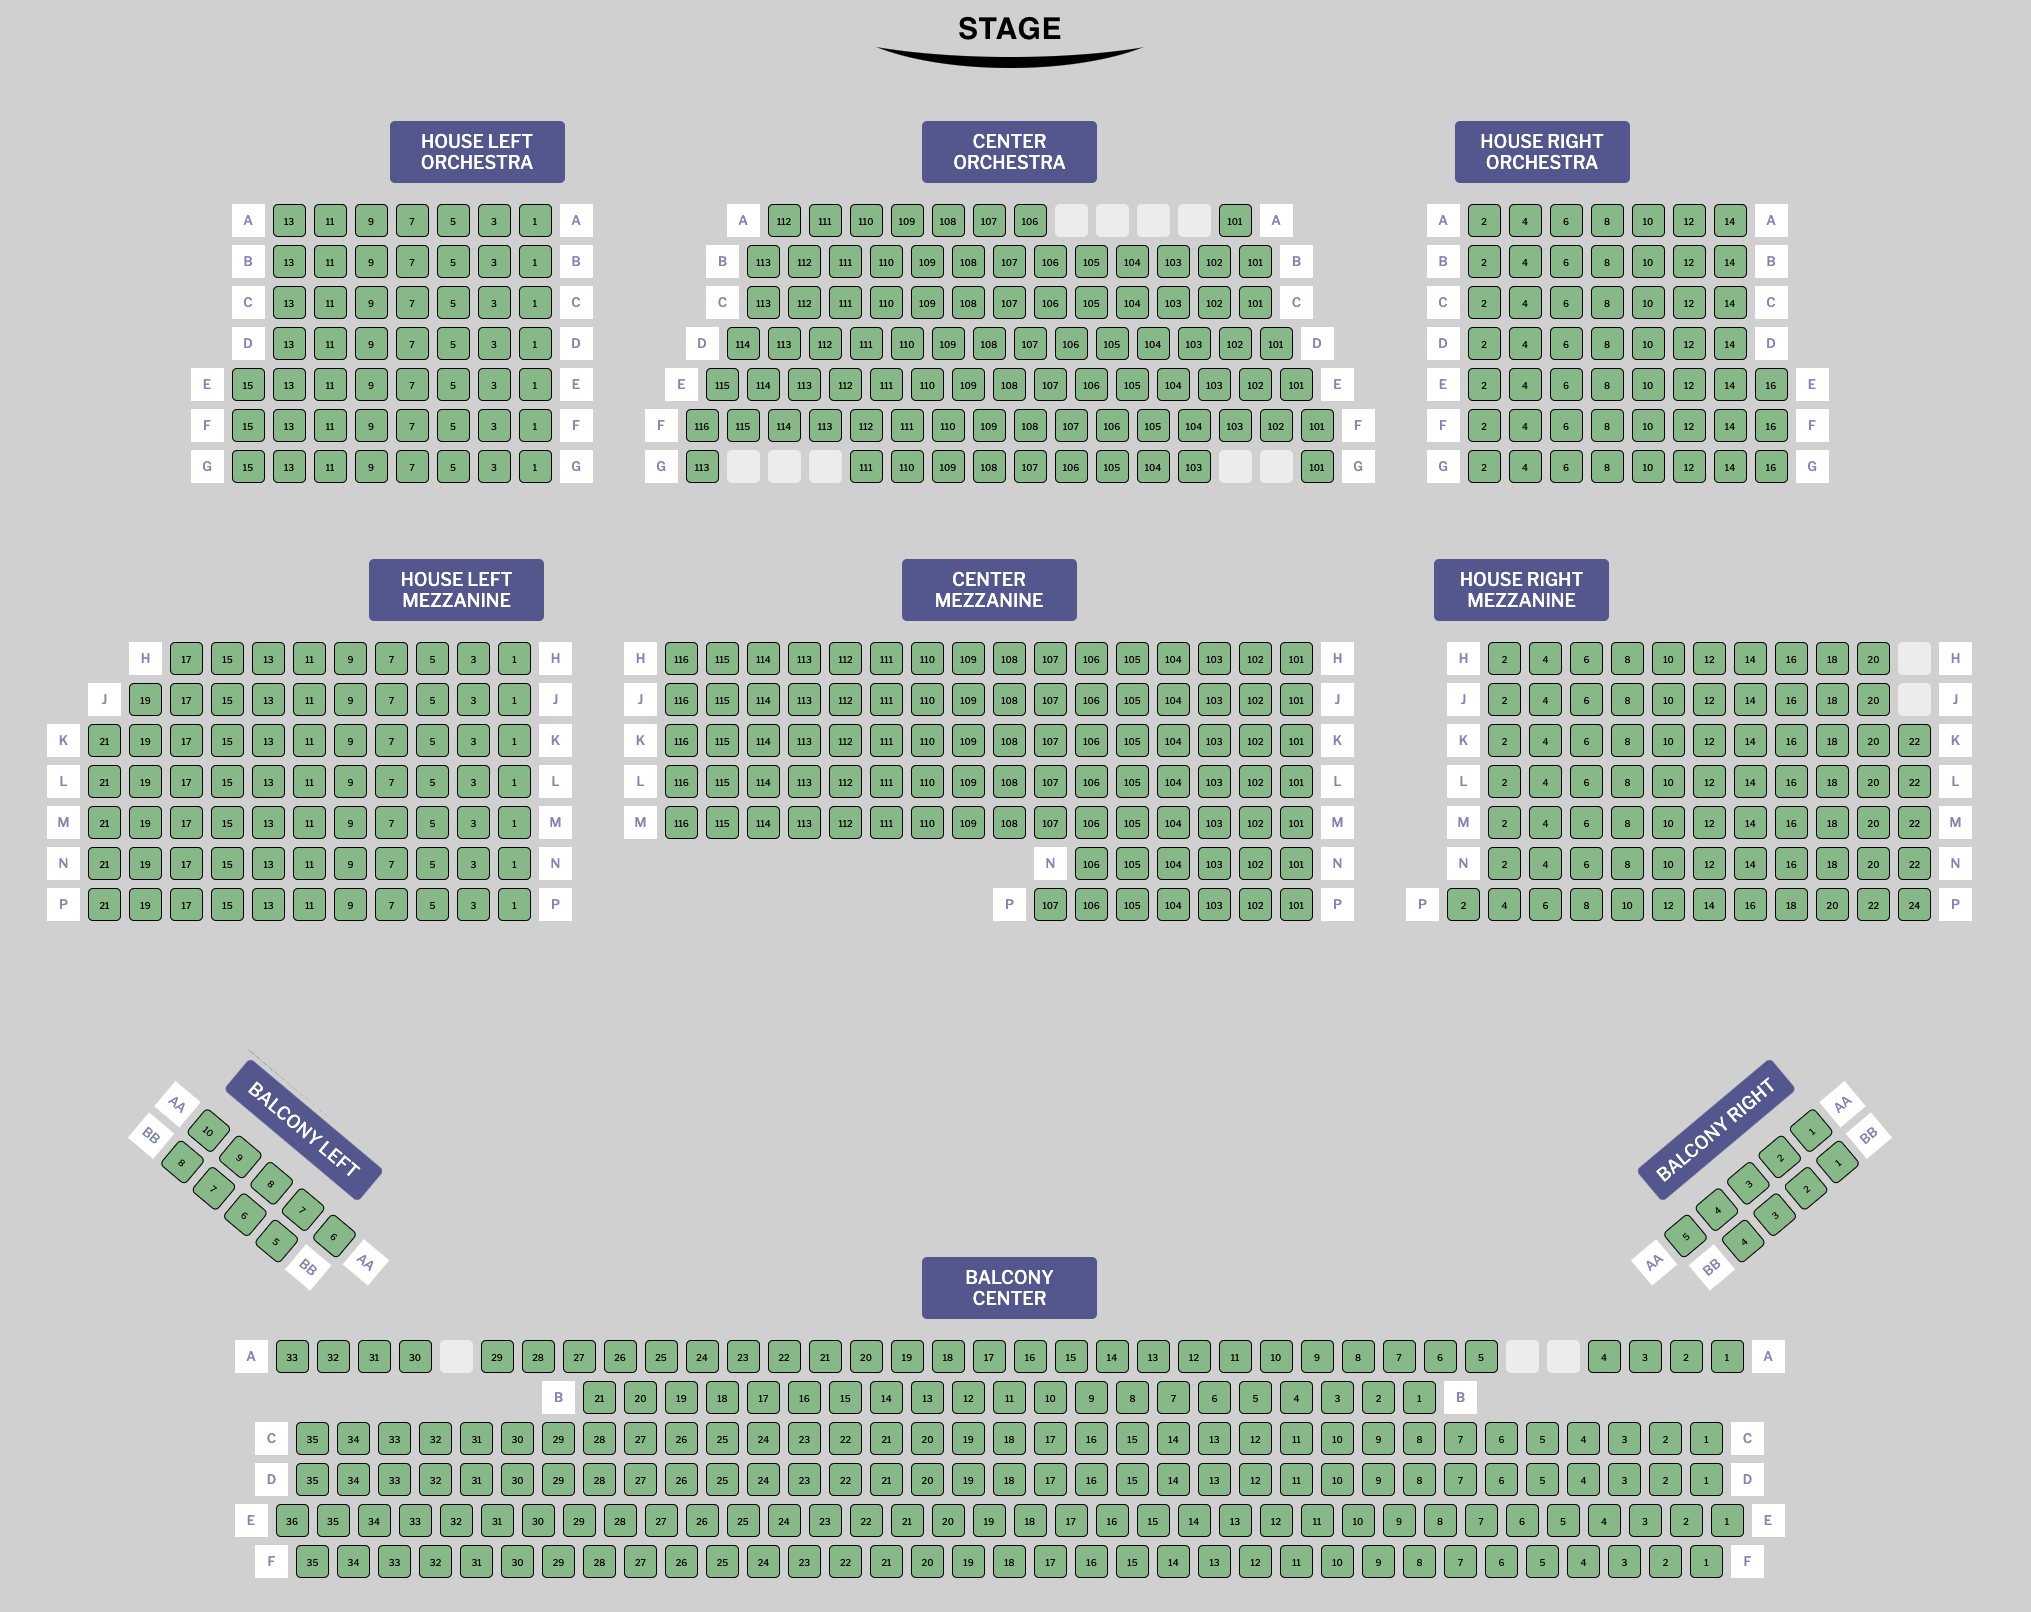 STAGE
HOUSE LEFT
ORCHESTRA
CENTER
ORCHESTRA
HOUSE RIGHT
ORCHESTRA
A 13 11 9 7 5 3 1 A A 112 111 110 109 108 107 106 101 A A 2 4 6 8 10 12 14 A
B 13 11 9 7 5 3 1 B B 113 112 111 110 109 108 107 106 105 104 103 102 101 B B 2 4 6 8 10 12 14 B
C 13 11 9 7 5 3 1 C C 113 112 111 110 109 108 107 106 105 104 103 102 101 C C 2 4 6 8 10 12 14 C
D 13 11 9 7 5 3 1 D D 114 113 112 111 110 109 108 107 106 105 104 103 102 101 D D 2 4 6 8 10 12 14 D
E 15 13 11 9 7 5 3 1 E E 115 114 113 112 111 110 109 108 107 106 105 104 103 102 101 E E 2 4 6 8 10 12 14 16 E
F 15 13 11 9 7 5 3 1 F F 116 115 114 113 112 111 110 109 108 107 106 105 104 103 102 101 F F 2 4 6 8 10 12 14 16 F
G 15 13 11 9 7 5 3 1 G G 113 111 110 109 108 107 106 105 104 103 101 G G 2 4 6 8 10 12 14 16 G
HOUSE LEFT
MEZZANINE
CENTER
MEZZANINE
HOUSE RIGHT
MEZZANINE
H 17 15 13 11 9 7 5 3 1 H H 116 115 114 113 112 111 110 109 108 107 106 105 104 103 102 101 H H 2 4 6 8 10 12 14 16 18 20 H
J 19 17 15 13 11 9 7 5 3 1 J J 116 115 114 113 112 111 110 109 108 107 106 105 104 103 102 101 J J 2 4 6 8 10 12 14 16 18 20 J
K 21 19 17 15 13 11 9 7 5 3 1 K K 116 115 114 113 112 111 110 109 108 107 106 105 104 103 102 101 K K 2 4 6 8 10 12 14 16 18 20 22 K
L 21 19 17 15 13 11 9 7 5 3 1 L L 116 115 114 113 112 111 110 109 108 107 106 105 104 103 102 101 L L 2 4 6 8 10 12 14 16 18 20 22 L
M 21 19 17 15 13 11 9 7 5 3 1 M M 116 115 114 113 112 111 110 109 108 107 106 105 104 103 102 101 M M 2 4 6 8 10 12 14 16 18 20 22 M
N 21 19 17 15 13 11 9 7 5 3 1 N N 106 105 104 103 102 101 N N 2 4 6 8 10 12 14 16 18 20 22 N
P 21 19 17 15 13 11 9 7 5 3 1 P P 107 106 105 104 103 102 101 P P 2 4 6 8 10 12 14 16 18 20 22 24 P
BALCONY LEFT
AA 10 9 8 7 6 AA
BB 8 7 6 5 BB
BALCONY RIGHT
AA 5 4 3 2 1 AA
BB 4 3 2 1 BB
BALCONY
CENTER
A 33 32 31 30 29 28 27 26 25 24 23 22 21 20 19 18 17 16 15 14 13 12 11 10 9 8 7 6 5 4 3 2 1 A
B 21 20 19 18 17 16 15 14 13 12 11 10 9 8 7 6 5 4 3 2 1 B
C 35 34 33 32 31 30 29 28 27 26 25 24 23 22 21 20 19 18 17 16 15 14 13 12 11 10 9 8 7 6 5 4 3 2 1 C
D 35 34 33 32 31 30 29 28 27 26 25 24 23 22 21 20 19 18 17 16 15 14 13 12 11 10 9 8 7 6 5 4 3 2 1 D
E 36 35 34 33 32 31 30 29 28 27 26 25 24 23 22 21 20 19 18 17 16 15 14 13 12 11 10 9 8 7 6 5 4 3 2 1 E
F 35 34 33 32 31 30 29 28 27 26 25 24 23 22 21 20 19 18 17 16 15 14 13 12 11 10 9 8 7 6 5 4 3 2 1 F